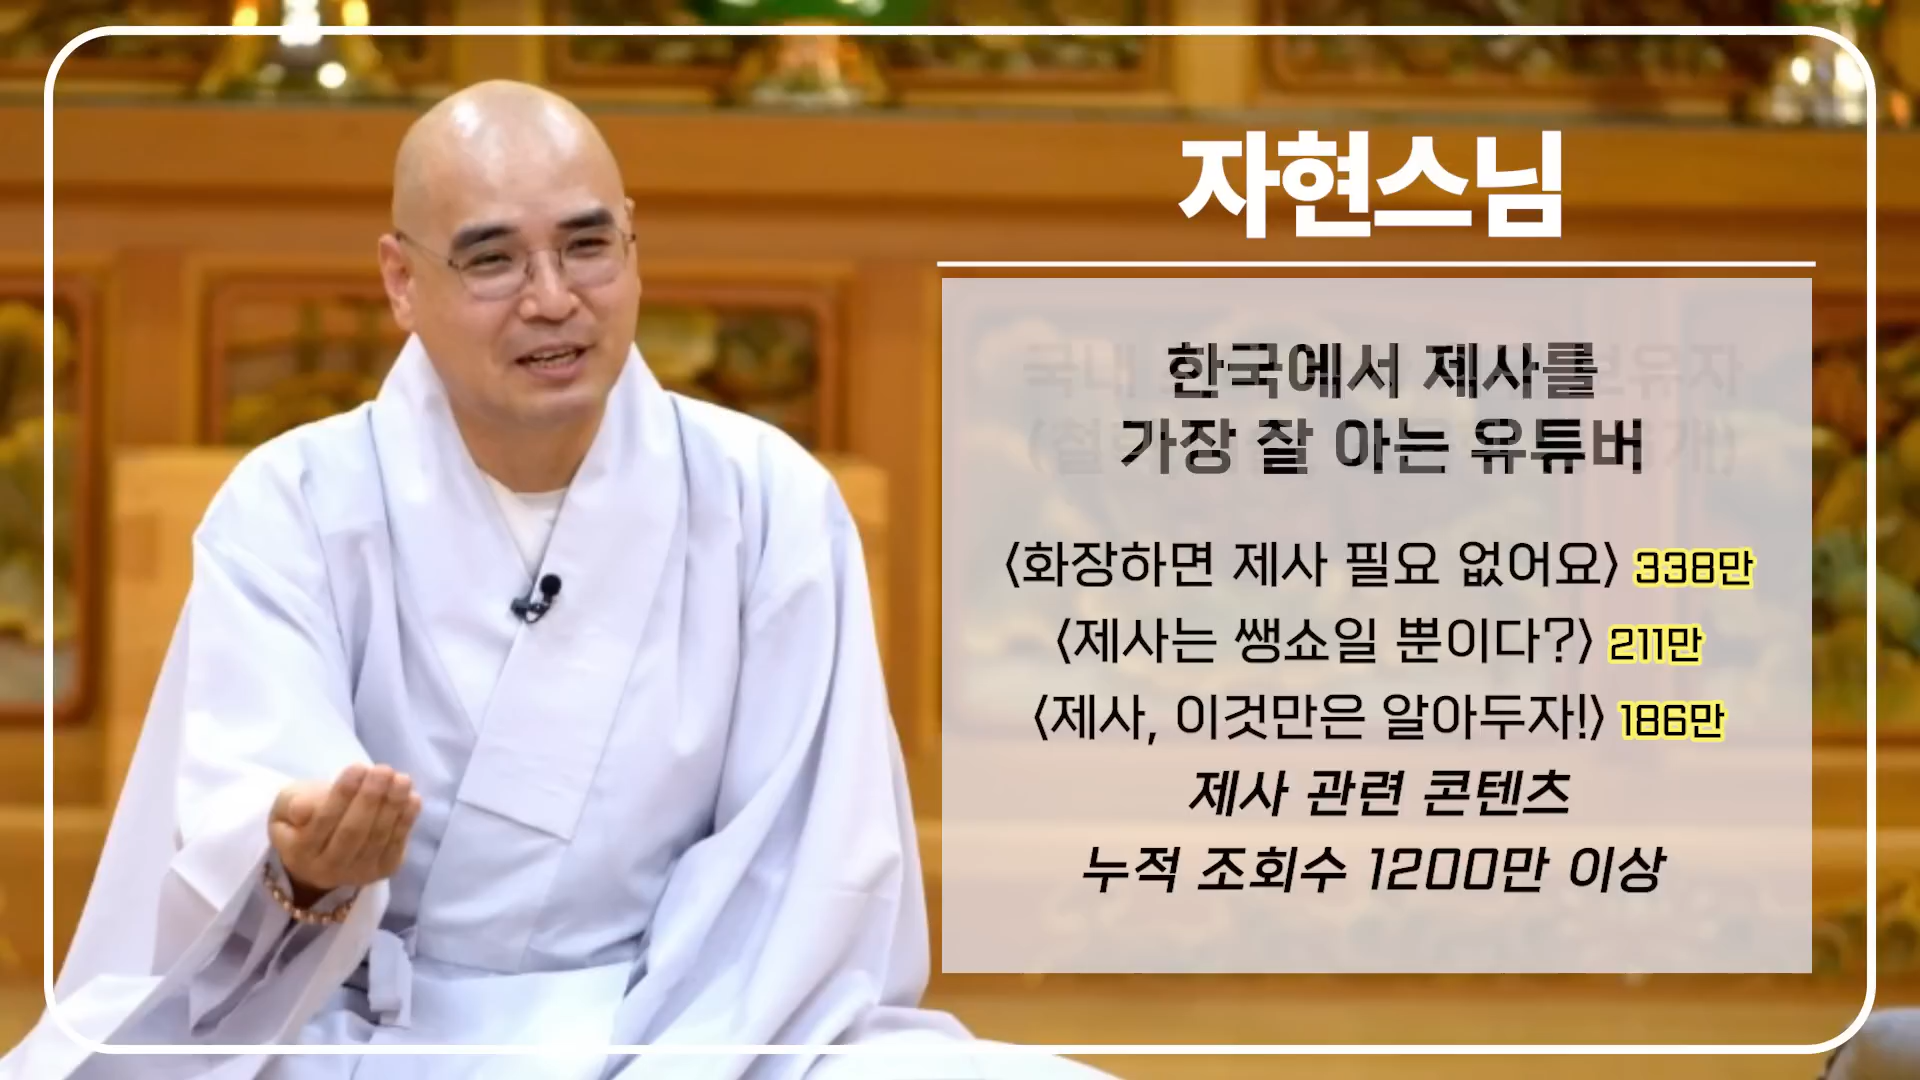 자현스님
한국에서 제사를
가장 잘 아는 유튜버
〈화장하면 제사 필요 없어요〉 338만
〈제사는 쌩쇼일 뿐이다?〉 211만
〈제사, 이것만은 알아두자!〉 186만
제사 관련 콘텐츠
누적 조회수 1200만 이상